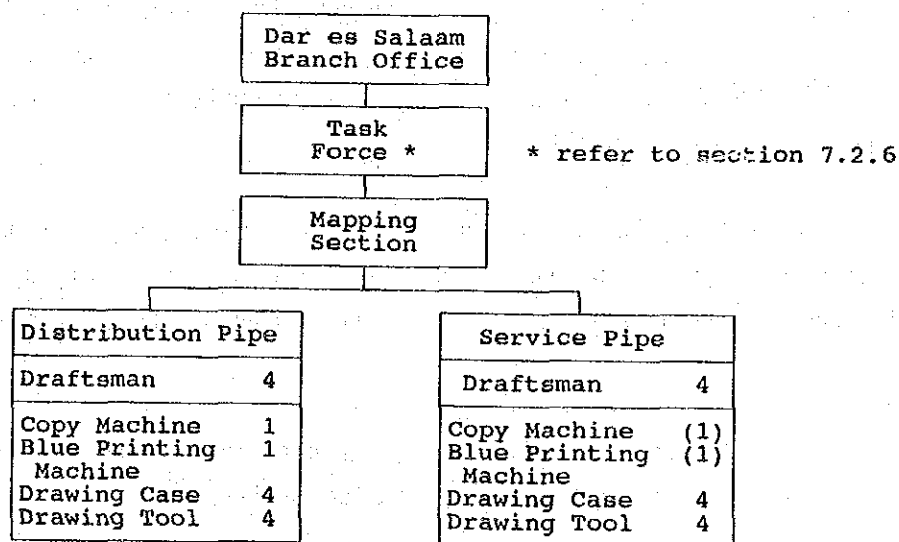 Dar es Salaam
Branch Office
Task
Force *
* refer to section 7.2.6
Mapping
Section
Distribution Pipe
Draftsman 4
Copy Machine 1
Blue Printing 1
Machine
Drawing Case 4
Drawing Tool 4
Service Pipe
Draftsman 4
Copy Machine (1)
Blue Printing (1)
Machine
Drawing Case 4
Drawing Tool 4